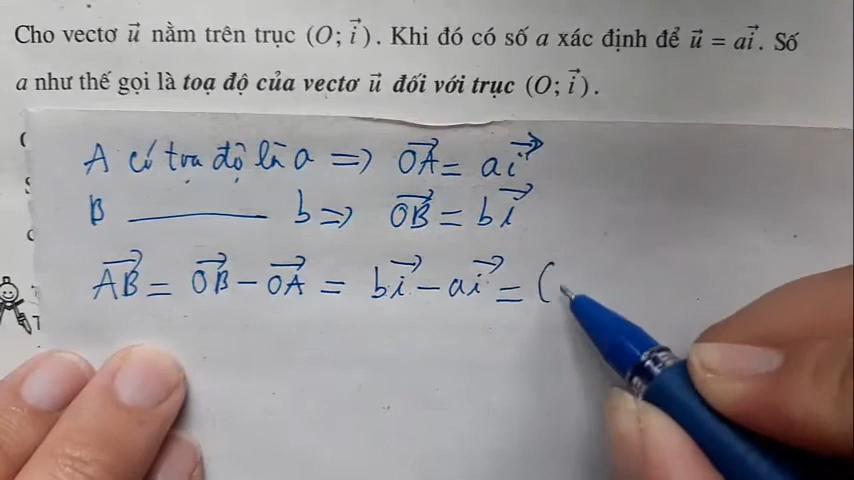 Cho vectơ u⃗ nằm trên trục (O; i⃗). Khi đó có số a xác định để u⃗ = ai⃗. Số
a như thế gọi là toạ độ của vectơ u⃗ đối với trục (O; i⃗).
A có tọa độ là a => OA⃗ = ai⃗
B ———— b => OB⃗ = bi⃗
AB⃗ = OB⃗ - OA⃗ = bi⃗ - ai⃗ = (